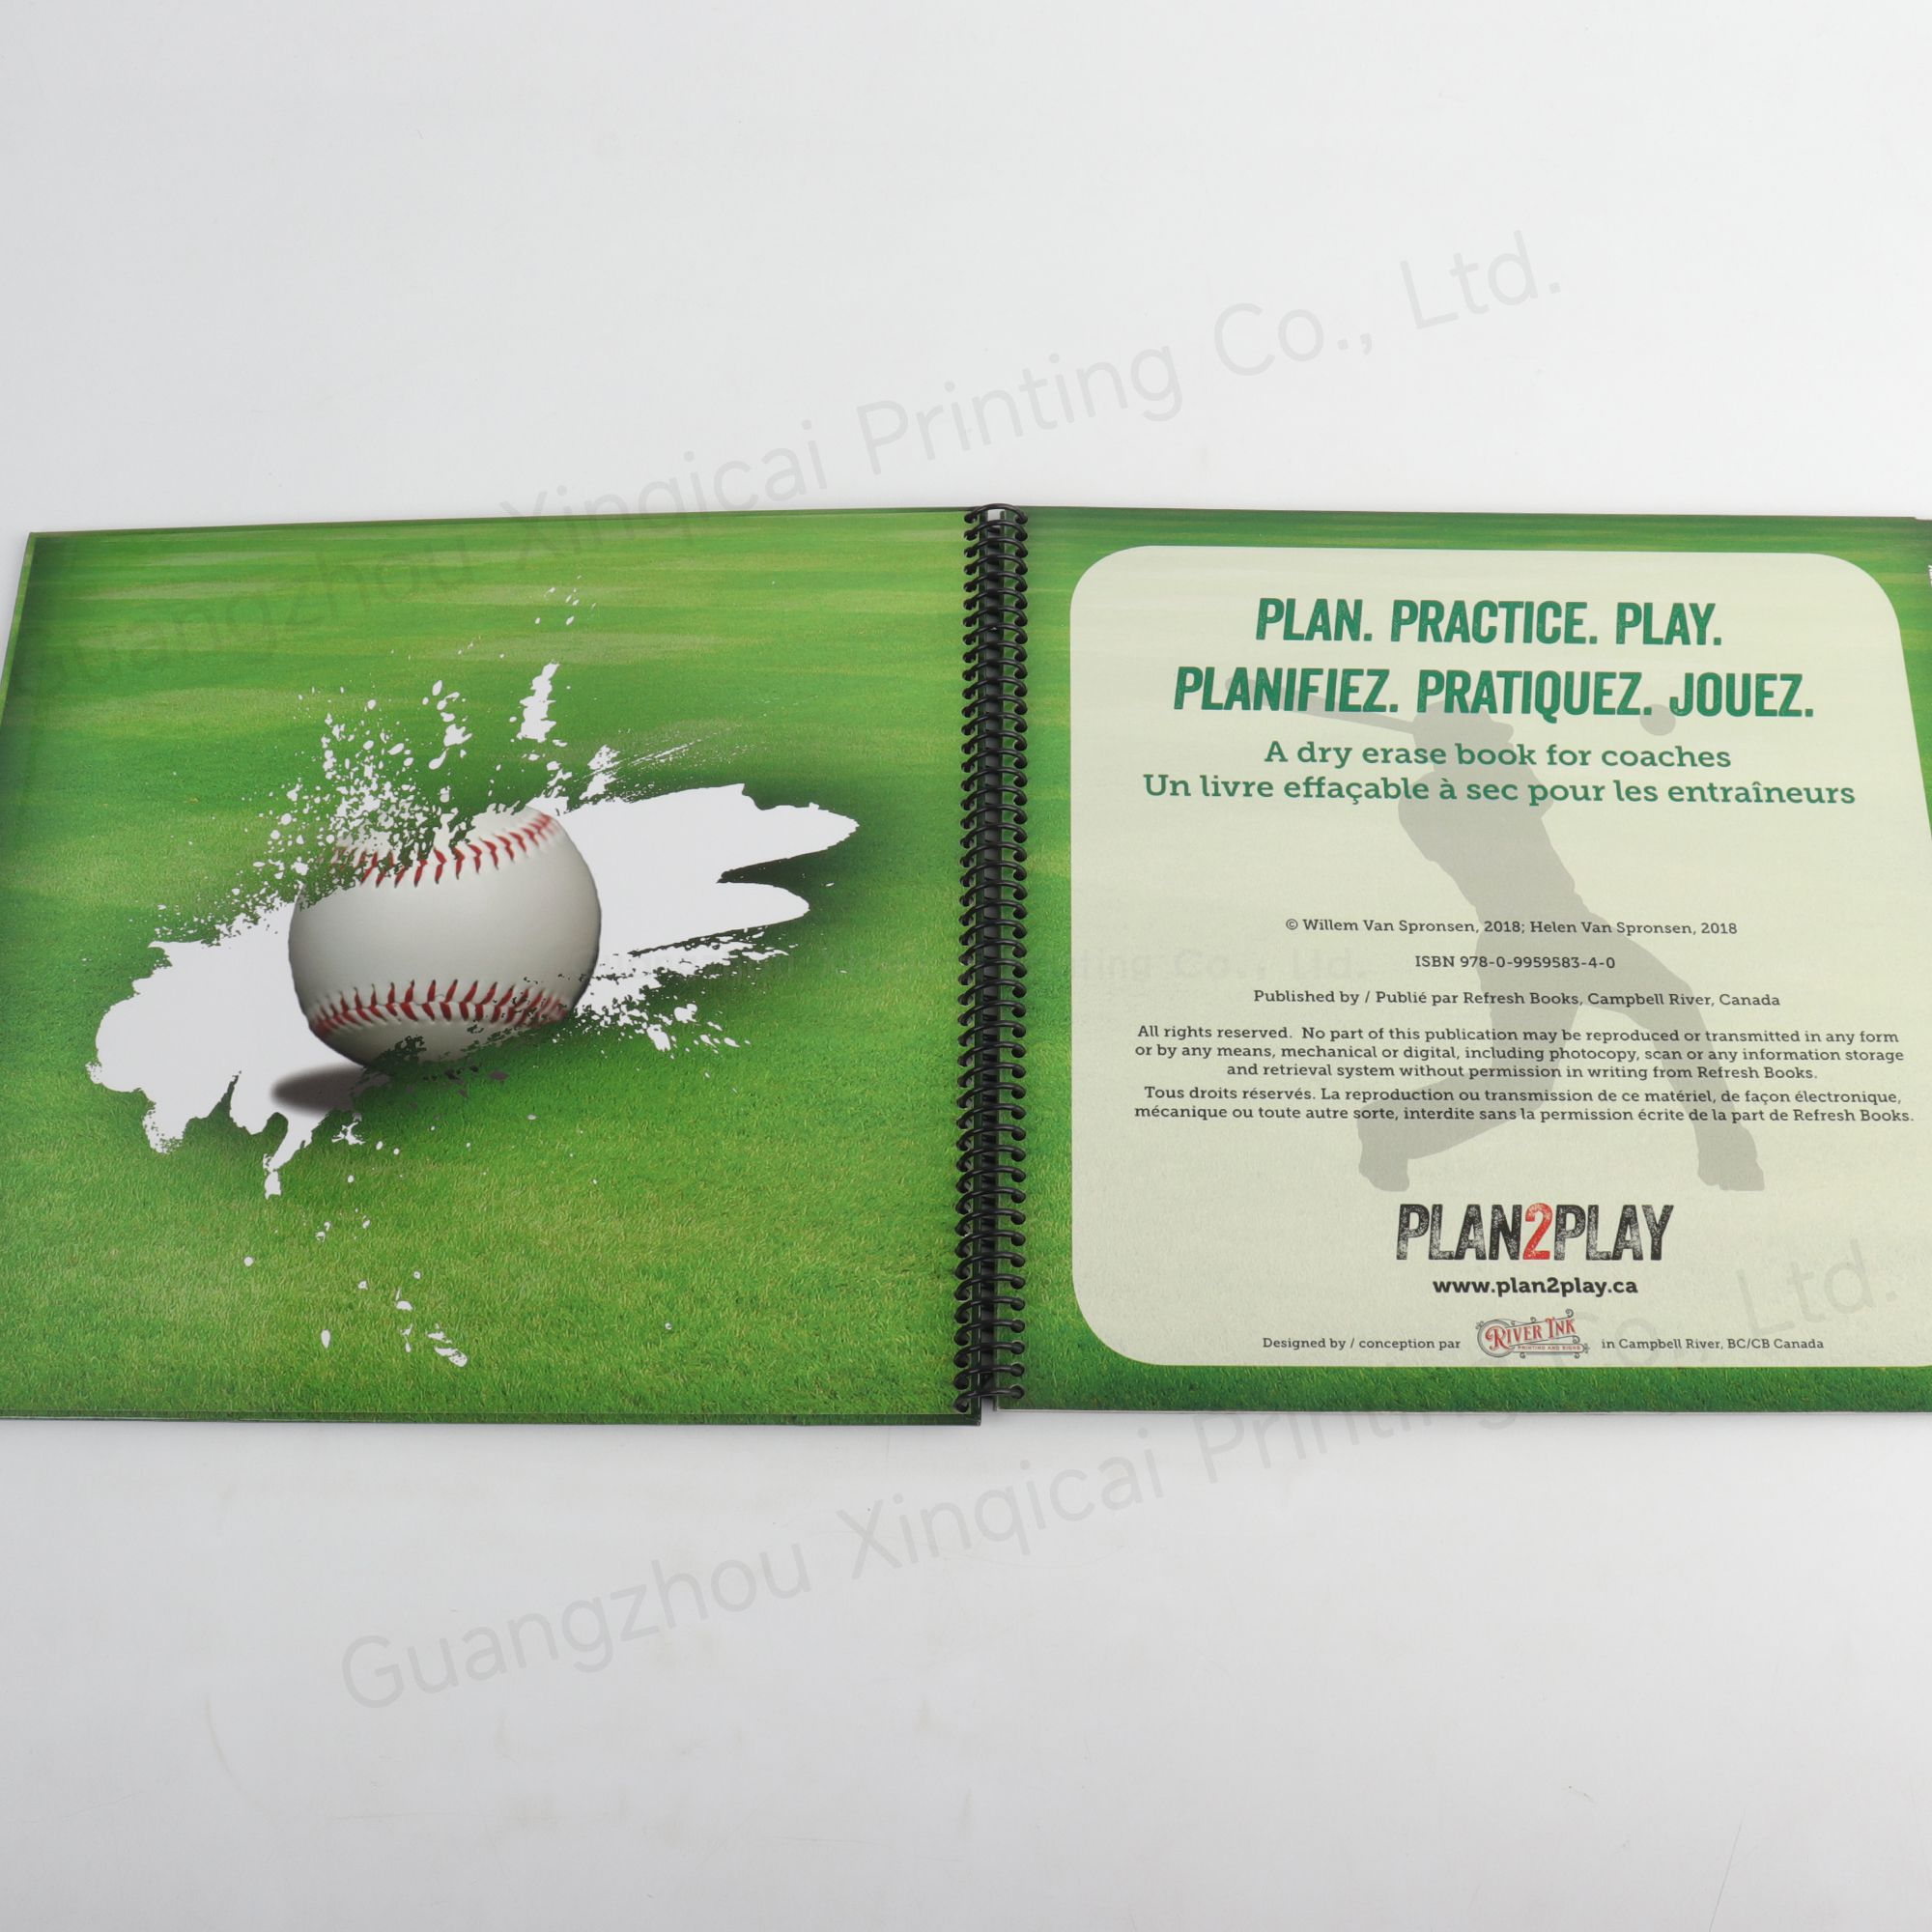 Guangzhou Xinqicai Printing Co., Ltd.
PLAN. PRACTICE. PLAY.
PLANIFIEZ. PRATIQUEZ. JOUEZ.
A dry erase book for coaches
Un livre effaçable à sec pour les entraîneurs
© Willem Van Spronsen, 2018; Helen Van Spronsen, 2018
ting Co., Ltd.
ISBN 978-0-9959583-4-0
Published by / Publié par Refresh Books, Campbell River, Canada
All rights reserved. No part of this publication may be reproduced or transmitted in any form
or by any means, mechanical or digital, including photocopy, scan or any information storage
and retrieval system without permission in writing from Refresh Books.
Tous droits réservés. La reproduction ou transmission de ce matériel, de façon électronique,
mécanique ou toute autre sorte, interdite sans la permission écrite de la part de Refresh Books.
PLAN2PLAY
www.plan2play.ca
Designed by / conception par RIVER INK PRINTING AND SIGNS in Campbell River, BC/CB Canada
Guangzhou Xinqicai Printing Co., Ltd.